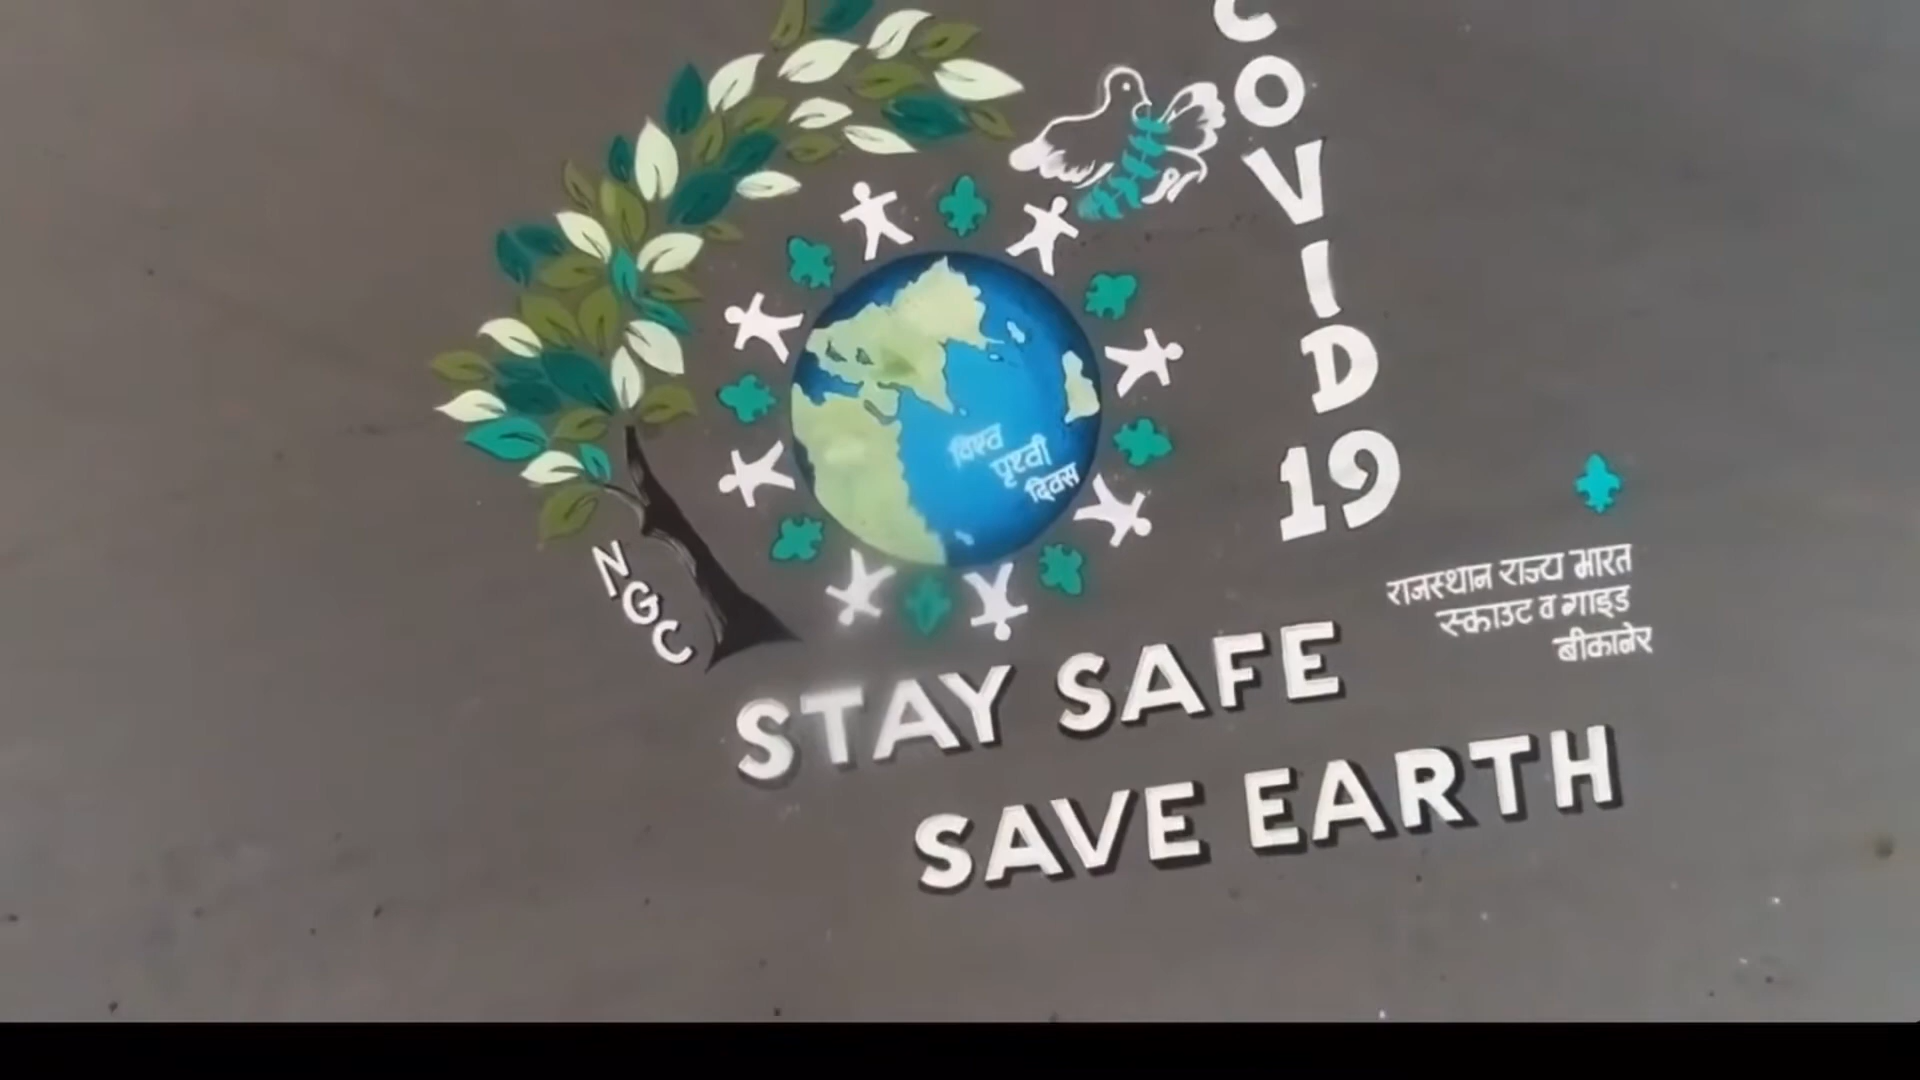 COVID
19
विश्व
पृथ्वी
दिवस
NGC
राजस्थान राज्य भारत
स्काउट व गाइड
बीकानेर
STAY SAFE
SAVE EARTH